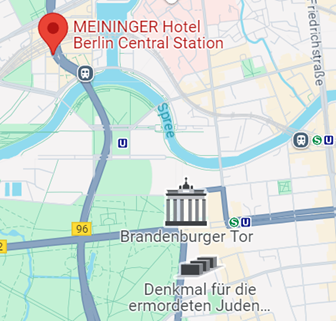 MEININGER Hotel
Berlin Central Station
Friedrichstraße
Spree
U
S U
96
2
S U
Brandenburger Tor
Denkmal für die
ermordeten Juden...